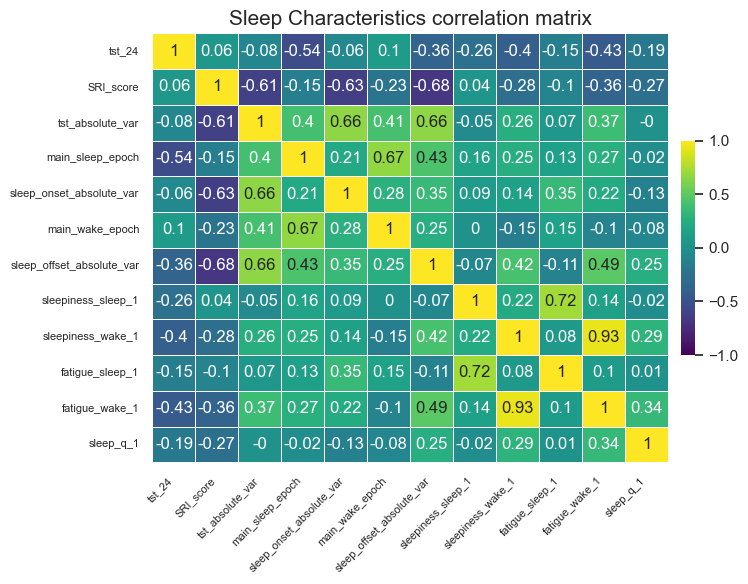 Sleep Characteristics correlation matrix
tst_24 1 0.06 -0.08 -0.54 -0.06 0.1 -0.36 -0.26 -0.4 -0.15 -0.43 -0.19
SRI_score 0.06 1 -0.61 -0.15 -0.63 -0.23 -0.68 0.04 -0.28 -0.1 -0.36 -0.27
tst_absolute_var -0.08 -0.61 1 0.4 0.66 0.41 0.66 -0.05 0.26 0.07 0.37 -0
main_sleep_epoch -0.54 -0.15 0.4 1 0.21 0.67 0.43 0.16 0.25 0.13 0.27 -0.02
sleep_onset_absolute_var -0.06 -0.63 0.66 0.21 1 0.28 0.35 0.09 0.14 0.35 0.22 -0.13
main_wake_epoch 0.1 -0.23 0.41 0.67 0.28 1 0.25 0 -0.15 0.15 -0.1 -0.08
sleep_offset_absolute_var -0.36 -0.68 0.66 0.43 0.35 0.25 1 -0.07 0.42 -0.11 0.49 0.25
sleepiness_sleep_1 -0.26 0.04 -0.05 0.16 0.09 0 -0.07 1 0.22 0.72 0.14 -0.02
sleepiness_wake_1 -0.4 -0.28 0.26 0.25 0.14 -0.15 0.42 0.22 1 0.08 0.93 0.29
fatigue_sleep_1 -0.15 -0.1 0.07 0.13 0.35 0.15 -0.11 0.72 0.08 1 0.1 0.01
fatigue_wake_1 -0.43 -0.36 0.37 0.27 0.22 -0.1 0.49 0.14 0.93 0.1 1 0.34
sleep_q_1 -0.19 -0.27 -0 -0.02 -0.13 -0.08 0.25 -0.02 0.29 0.01 0.34 1
tst_24
SRI_score
tst_absolute_var
main_sleep_epoch
sleep_onset_absolute_var
main_wake_epoch
sleep_offset_absolute_var
sleepiness_sleep_1
sleepiness_wake_1
fatigue_sleep_1
fatigue_wake_1
sleep_q_1
1.0
0.5
0.0
−0.5
−1.0